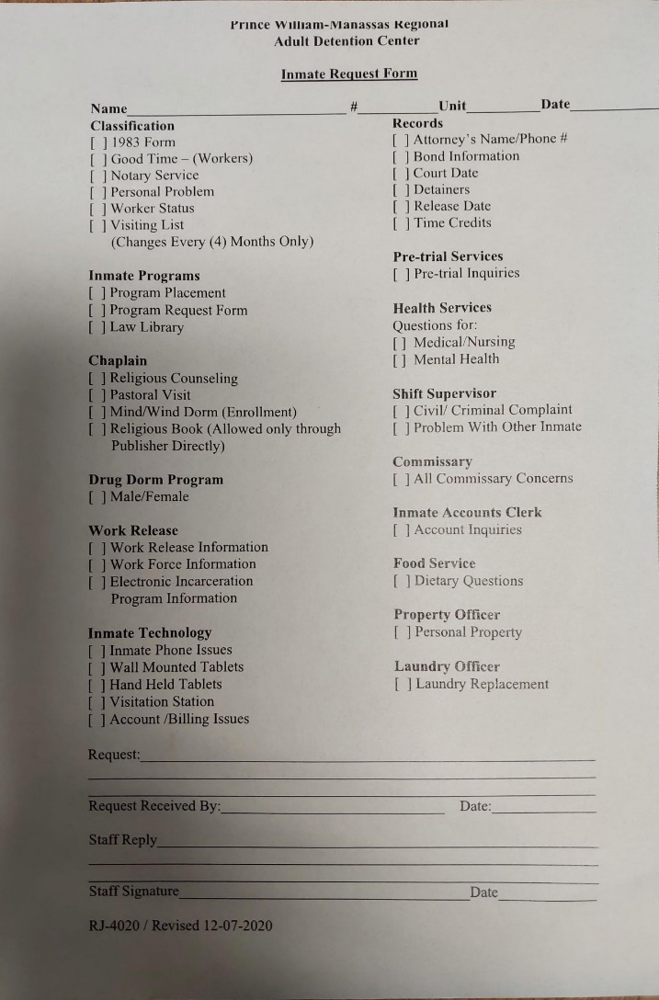 Prince William-Manassas Regional
Adult Detention Center
Inmate Request Form
Name____________________ #__________Unit_________Date__________
Classification
[ ] 1983 Form
[ ] Good Time – (Workers)
[ ] Notary Service
[ ] Personal Problem
[ ] Worker Status
[ ] Visiting List
(Changes Every (4) Months Only)
Inmate Programs
[ ] Program Placement
[ ] Program Request Form
[ ] Law Library
Chaplain
[ ] Religious Counseling
[ ] Pastoral Visit
[ ] Mind/Wind Dorm (Enrollment)
[ ] Religious Book (Allowed only through
Publisher Directly)
Drug Dorm Program
[ ] Male/Female
Work Release
[ ] Work Release Information
[ ] Work Force Information
[ ] Electronic Incarceration
Program Information
Inmate Technology
[ ] Inmate Phone Issues
[ ] Wall Mounted Tablets
[ ] Hand Held Tablets
[ ] Visitation Station
[ ] Account /Billing Issues
Records
[ ] Attorney's Name/Phone #
[ ] Bond Information
[ ] Court Date
[ ] Detainers
[ ] Release Date
[ ] Time Credits
Pre-trial Services
[ ] Pre-trial Inquiries
Health Services
Questions for:
[ ] Medical/Nursing
[ ] Mental Health
Shift Supervisor
[ ] Civil/ Criminal Complaint
[ ] Problem With Other Inmate
Commissary
[ ] All Commissary Concerns
Inmate Accounts Clerk
[ ] Account Inquiries
Food Service
[ ] Dietary Questions
Property Officer
[ ] Personal Property
Laundry Officer
[ ] Laundry Replacement
Request:____________________
Request Received By:____________________ Date:__________
Staff Reply____________________
Staff Signature____________________Date__________
RJ-4020 / Revised 12-07-2020